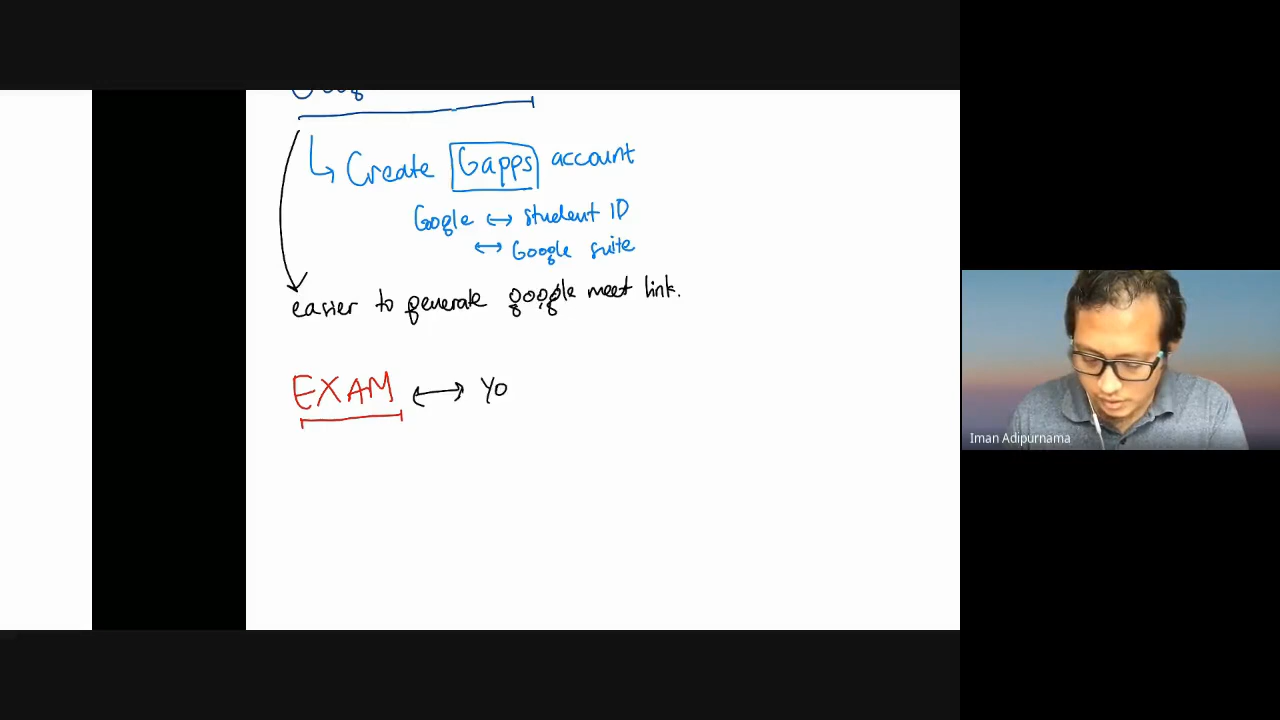 Create Gapps account
Google ↔ student ID
↔ Google suite
easier to generate google meet link.
EXAM ↔ Yo
Iman Adipurnama